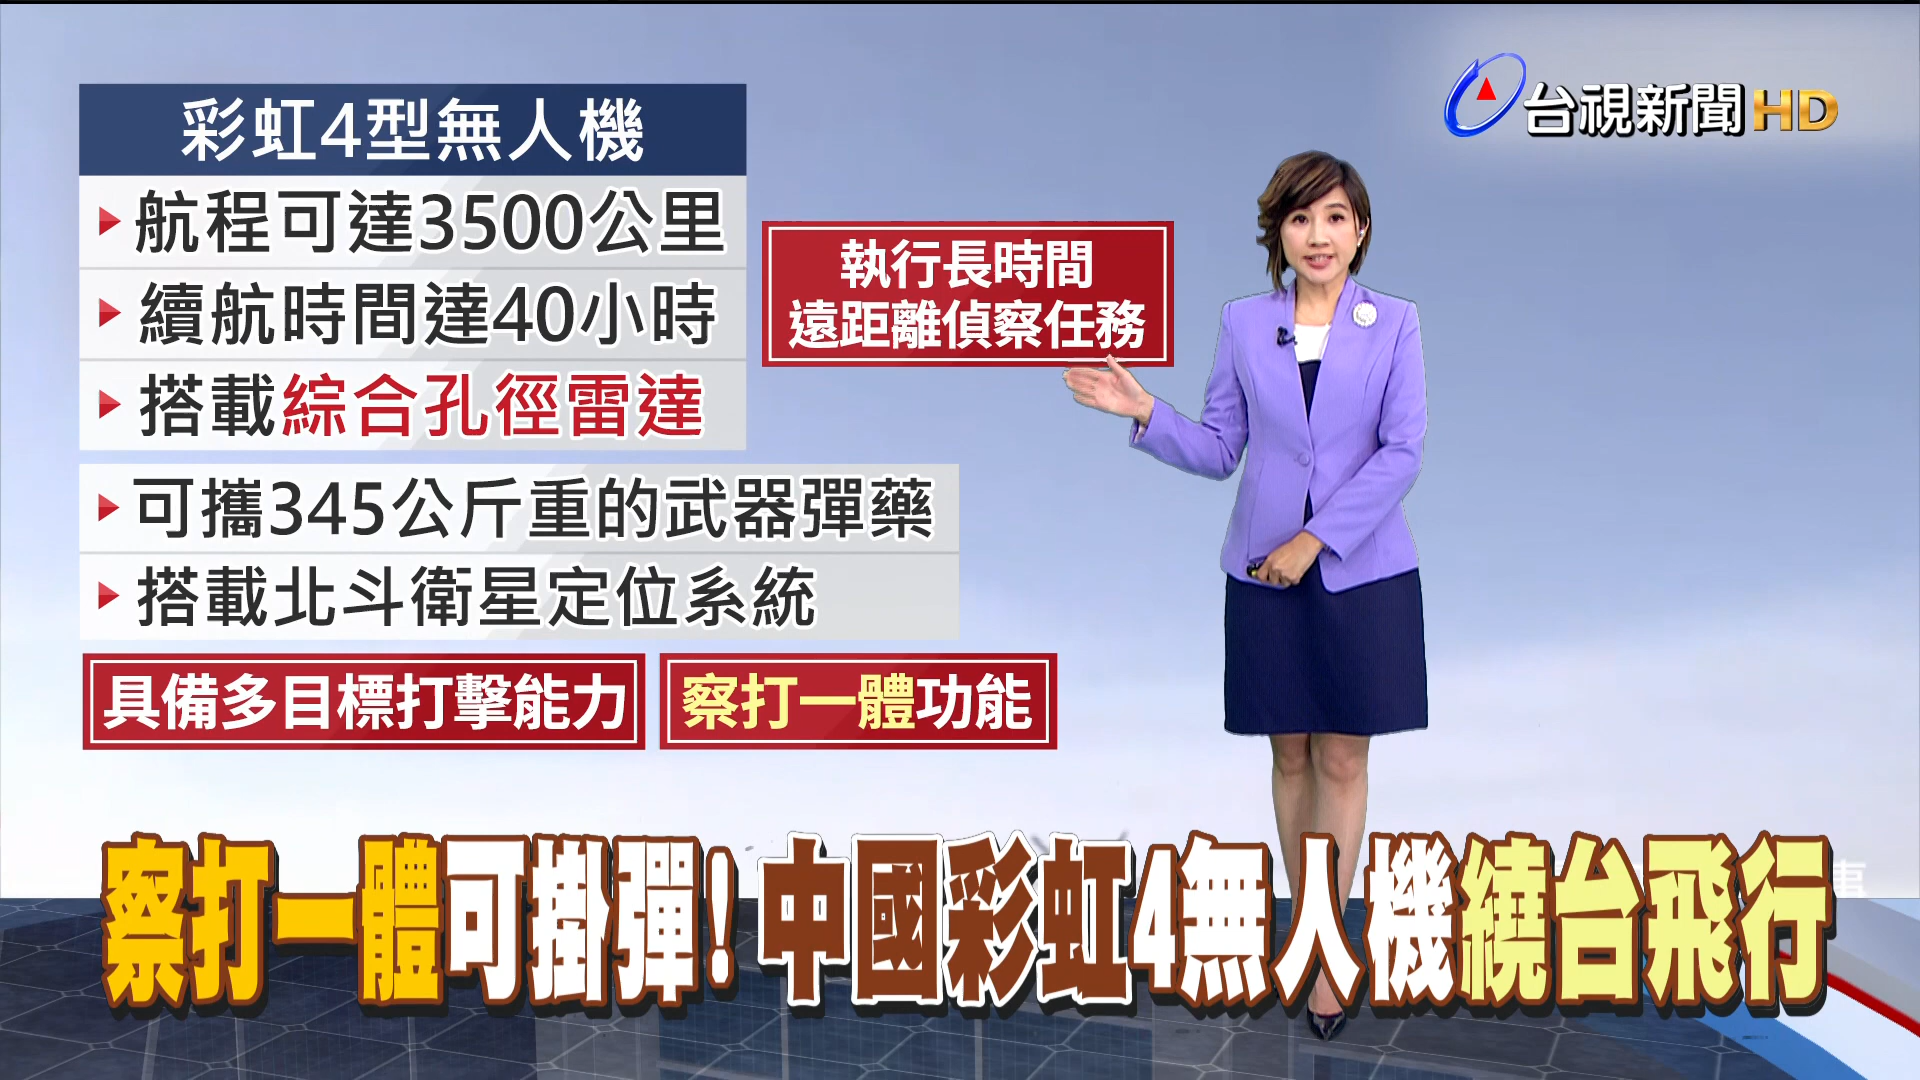 台視新聞HD
彩虹4型無人機
航程可達3500公里
續航時間達40小時
搭載綜合孔徑雷達
執行長時間
遠距離偵察任務
可攜345公斤重的武器彈藥
搭載北斗衛星定位系統
具備多目標打擊能力
察打一體功能
察打一體可掛彈!中國彩虹4無人機繞台飛行